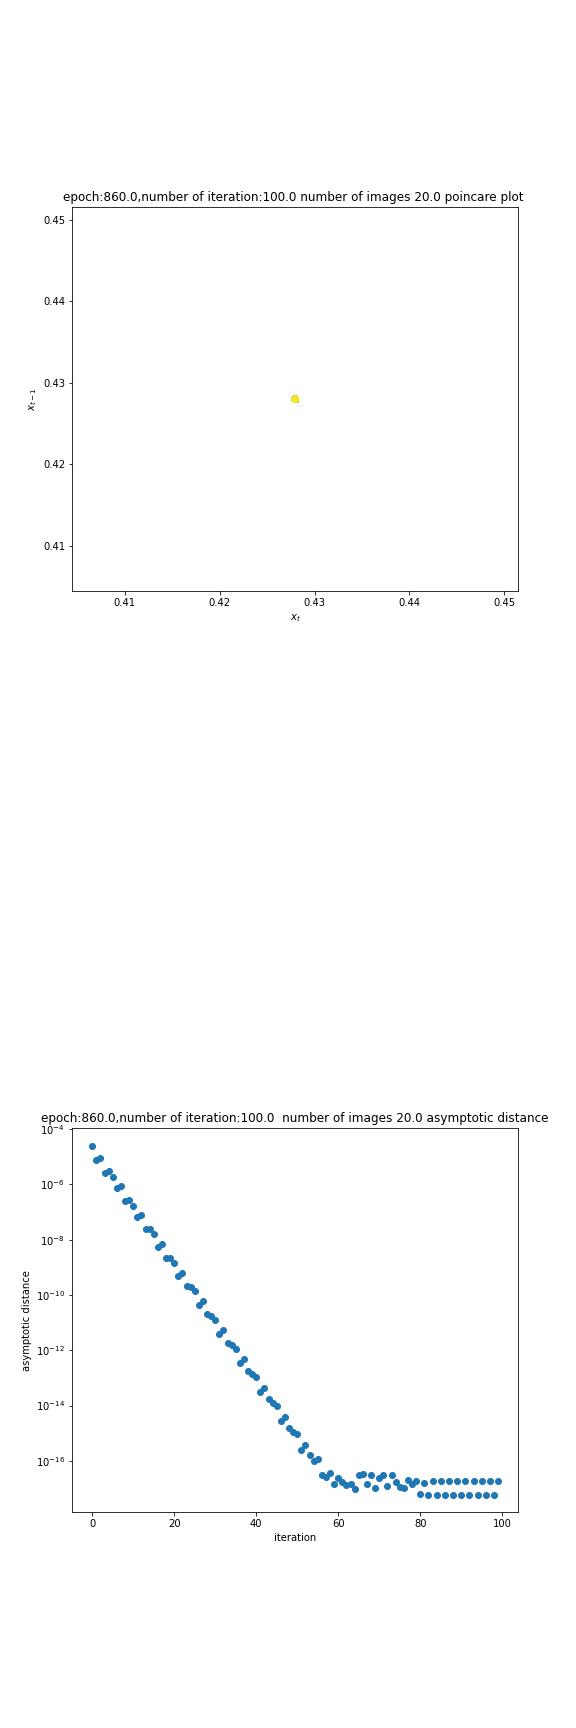 epoch:860.0,number of iteration:100.0 number of images 20.0 poincare plot
0.45
0.44
0.43
0.42
0.41
x_{t-1}
0.41 0.42 0.43 0.44 0.45
x_t
epoch:860.0,number of iteration:100.0  number of images 20.0 asymptotic distance
10^{-4}
10^{-6}
10^{-8}
10^{-10}
10^{-12}
10^{-14}
10^{-16}
asymptotic distance
0 20 40 60 80 100
iteration